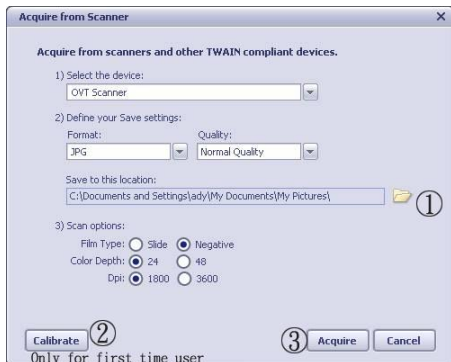 Acquire from Scanner
Acquire from scanners and other TWAIN compliant devices.
1) Select the device:
OVT Scanner
2) Define your Save settings:
Format: Quality:
JPG Normal Quality
Save to this location:
C:\Documents and Settings\ady\My Documents\My Pictures\
①
3) Scan options:
Film Type: Slide Negative
Color Depth: 24 48
Dpi: 1800 3600
Calibrate ② ③ Acquire Cancel
Only for first time user